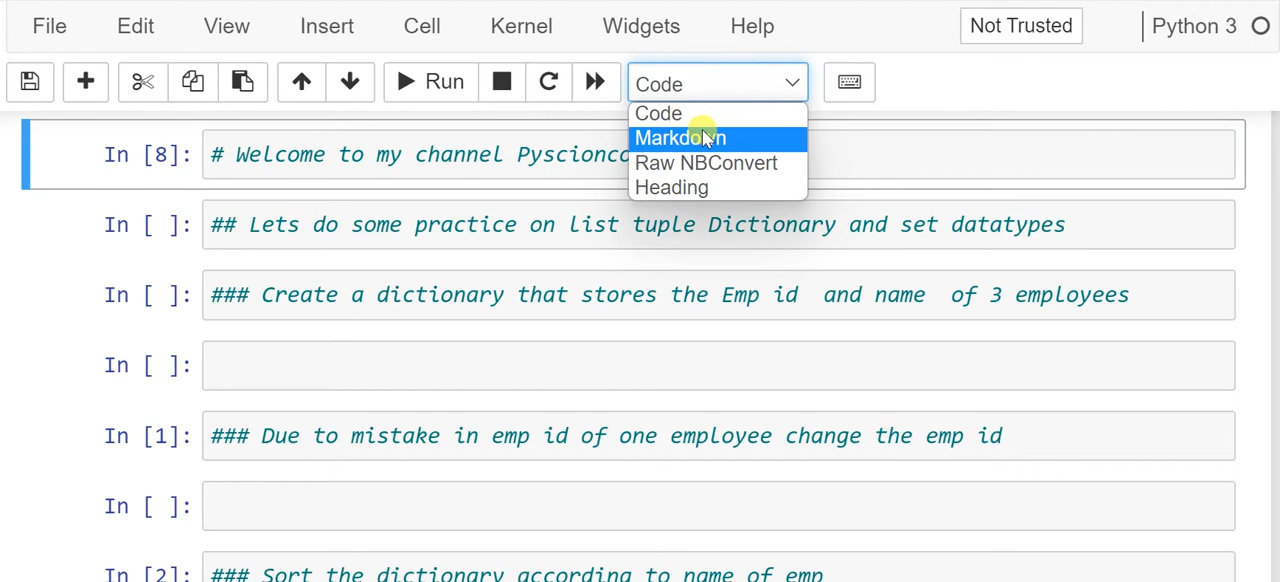 File Edit View Insert Cell Kernel Widgets Help Not Trusted Python 3
Run Code
Code
Markdown
Raw NBConvert
Heading
In [8]: # Welcome to my channel
In [ ]: ## Lets do some practice on list tuple Dictionary and set datatypes
In [ ]: ### Create a dictionary that stores the Emp id and name of 3 employees
In [ ]:
In [1]: ### Due to mistake in emp id of one employee change the emp id
In [ ]:
In [2]: ### Sort the dictionary according to name of emp